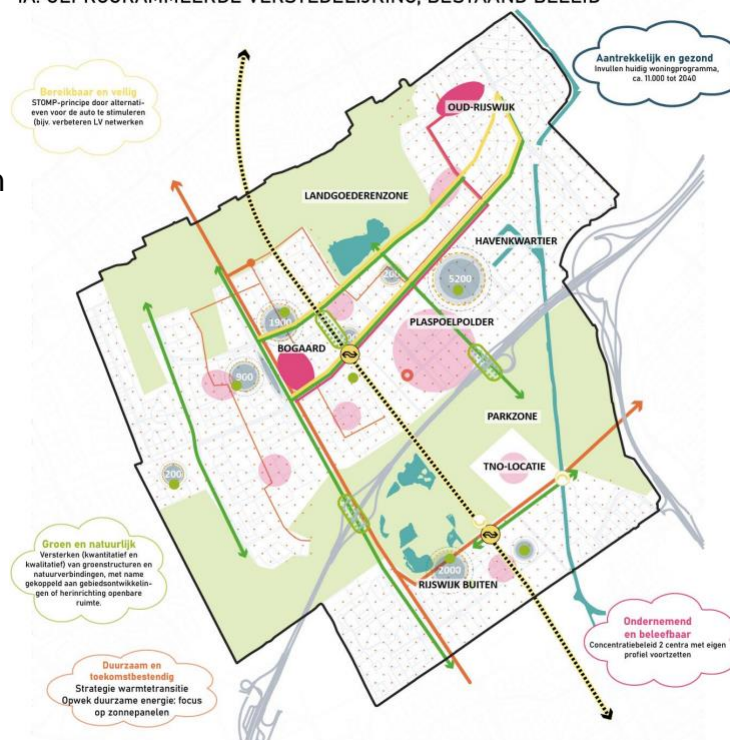 Bereikbaar en veilig
STOMP-principe door alternati-
even voor de auto te stimuleren
(bijv. verbeteren LV netwerken
Aantrekkelijk en gezond
Invullen huidig woningprogramma,
ca. 11.000 tot 2040
n
OUD-RIJSWIJK
LANDGOEDERENZONE
HAVENKWARTIER
5200
PLASPOELPOLDER
BOGAARD
900
PARKZONE
TNO-LOCATIE
200
2000
RIJSWIJK BUITEN
Groen en natuurlijk
Versterken (kwantitatief en
kwalitatief) van groenstructuren en
natuurverbindingen, met name
gekoppeld aan gebiedsontwikkelin-
gen of herinrichting openbare
ruimte.
Ondernemend
en beleefbaar
Concentratiebeleid 2 centra met eigen
profiel voortzetten
Duurzaam en
toekomstbestendig
Strategie warmtetransitie
Opwek duurzame energie: focus
op zonnepanelen